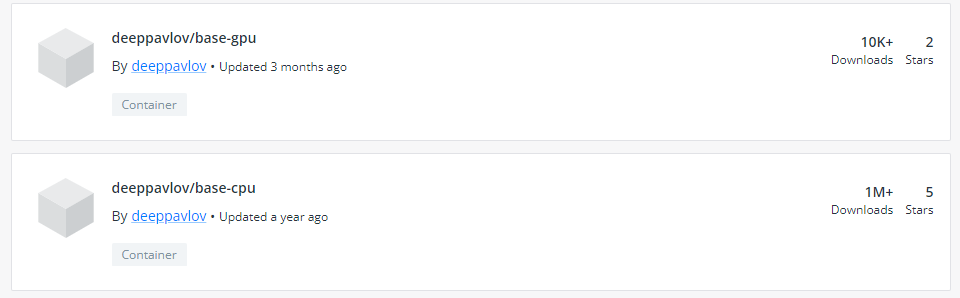 deeppavlov/base-gpu
10K+ 2
By deeppavlov • Updated 3 months ago
Downloads Stars
Container
deeppavlov/base-cpu
1M+ 5
By deeppavlov • Updated a year ago
Downloads Stars
Container